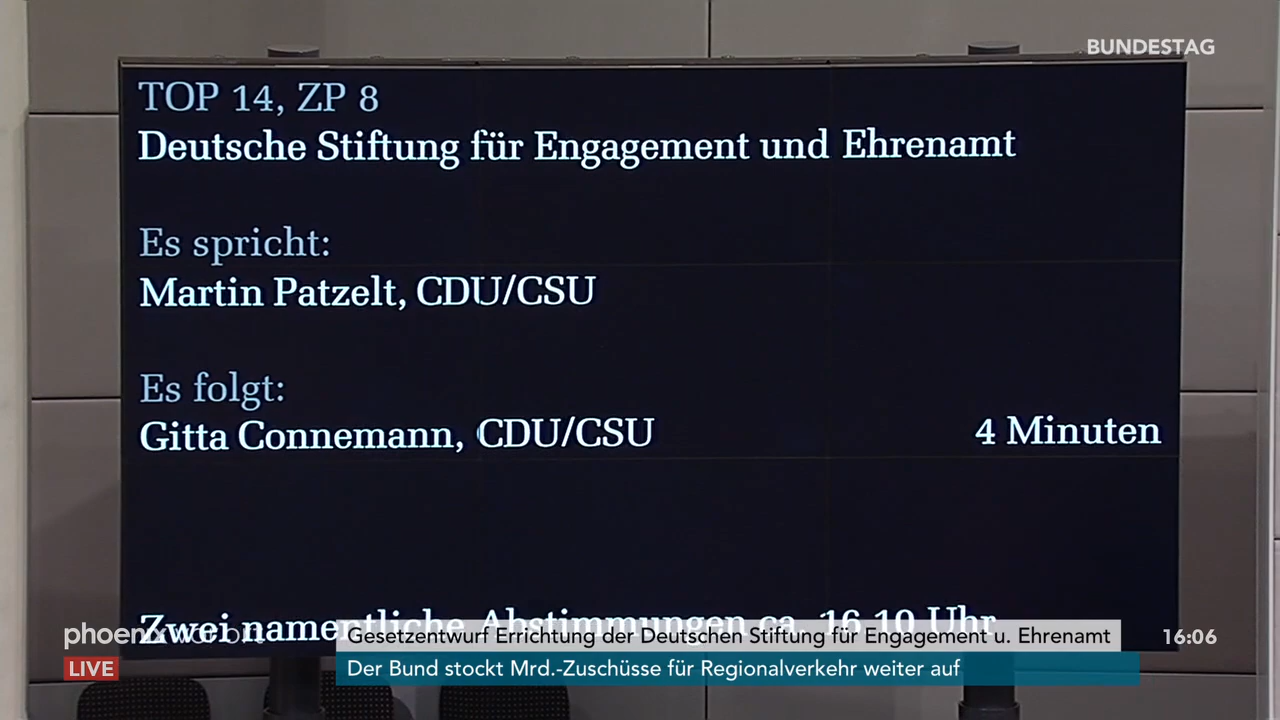 BUNDESTAG
TOP 14, ZP 8
Deutsche Stiftung für Engagement und Ehrenamt
Es spricht:
Martin Patzelt, CDU/CSU
Es folgt:
Gitta Connemann, CDU/CSU 4 Minuten
Zwei namentliche Abstimmungen ca. 16.10 Uhr
phoenix vor ort
Gesetzentwurf Errichtung der Deutschen Stiftung für Engagement u. Ehrenamt
16:06
LIVE
Der Bund stockt Mrd.-Zuschüsse für Regionalverkehr weiter auf